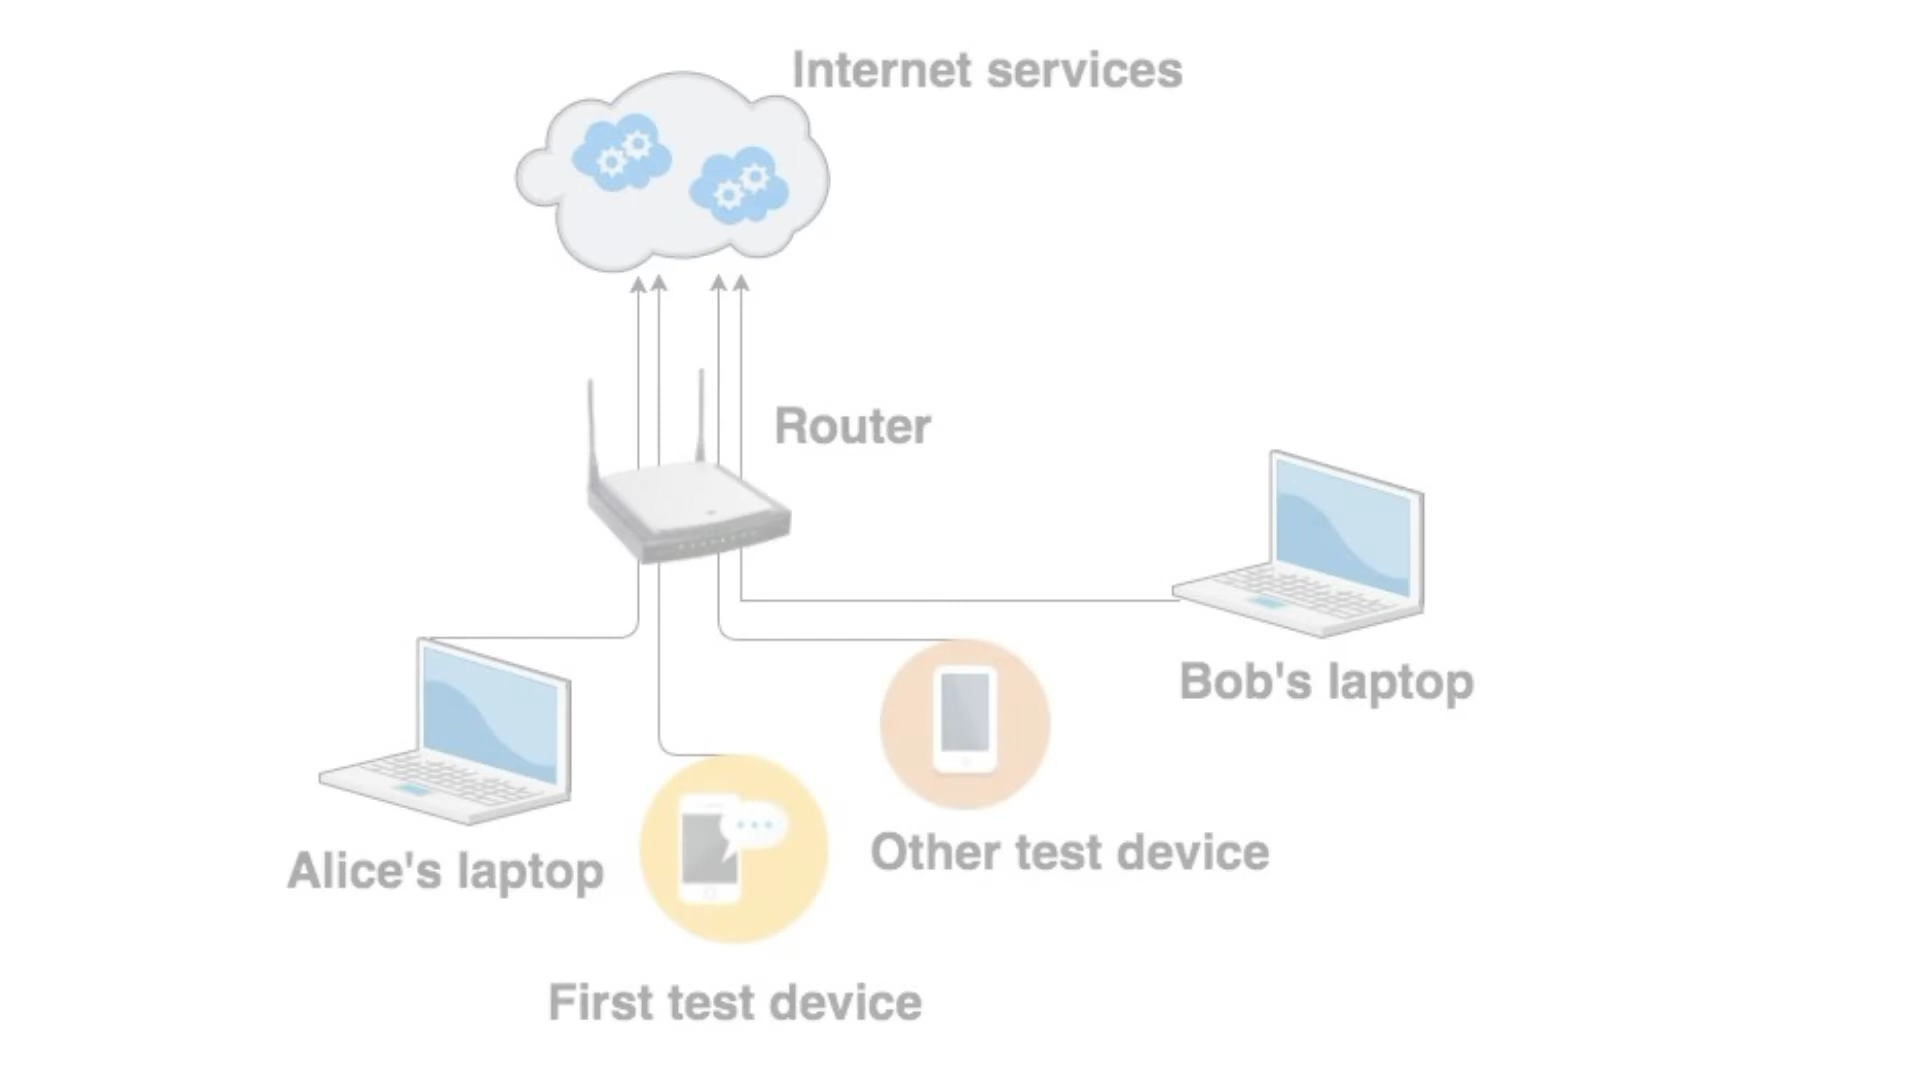 Internet services
Router
Bob's laptop
Other test device
Alice's laptop
First test device